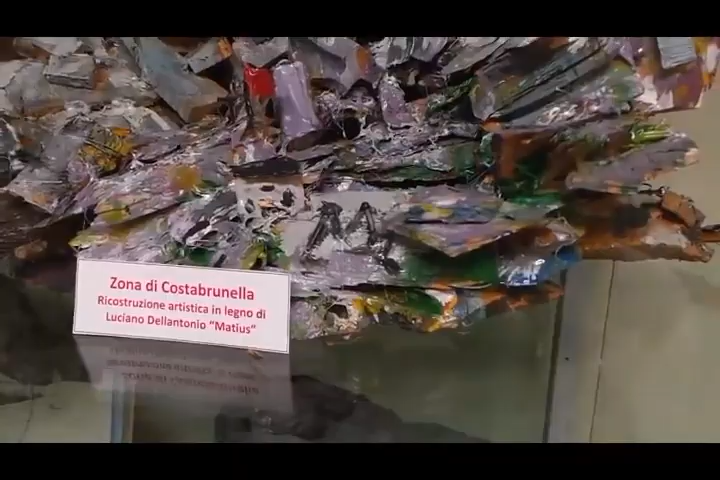 Zona di Costabrunella
Ricostruzione artistica in legno di
Luciano Dellantonio "Matius"